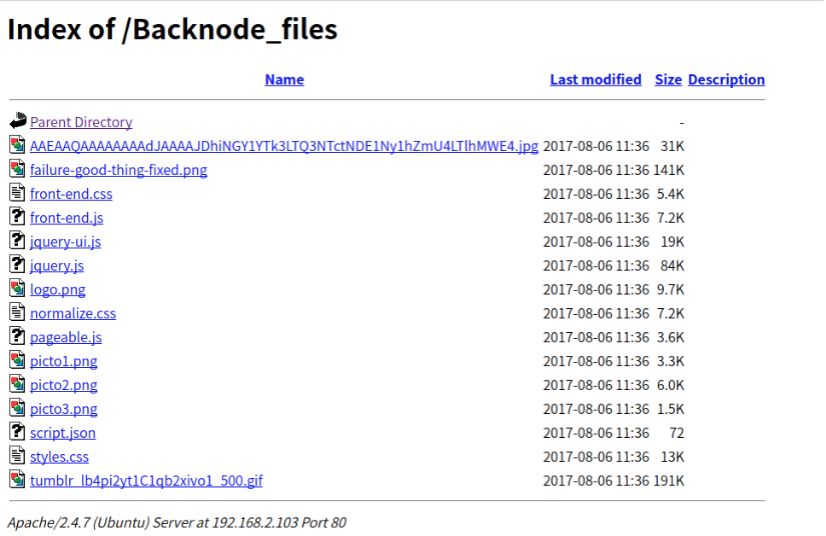 Index of /Backnode_files
Name Last modified Size Description
Parent Directory -
AAEAAQAAAAAAAAdJAAAAJDhiNGY1YTk3LTQ3NTctNDE1Ny1hZmU4LTlhMWE4.jpg 2017-08-06 11:36 31K
failure-good-thing-fixed.png 2017-08-06 11:36 141K
front-end.css 2017-08-06 11:36 5.4K
front-end.js 2017-08-06 11:36 7.2K
jquery-ui.js 2017-08-06 11:36 19K
jquery.js 2017-08-06 11:36 84K
logo.png 2017-08-06 11:36 9.7K
normalize.css 2017-08-06 11:36 7.2K
pageable.js 2017-08-06 11:36 3.6K
picto1.png 2017-08-06 11:36 3.3K
picto2.png 2017-08-06 11:36 6.0K
picto3.png 2017-08-06 11:36 1.5K
script.json 2017-08-06 11:36 72
styles.css 2017-08-06 11:36 13K
tumblr_lb4pi2yt1C1qb2xivo1_500.gif 2017-08-06 11:36 191K
Apache/2.4.7 (Ubuntu) Server at 192.168.2.103 Port 80